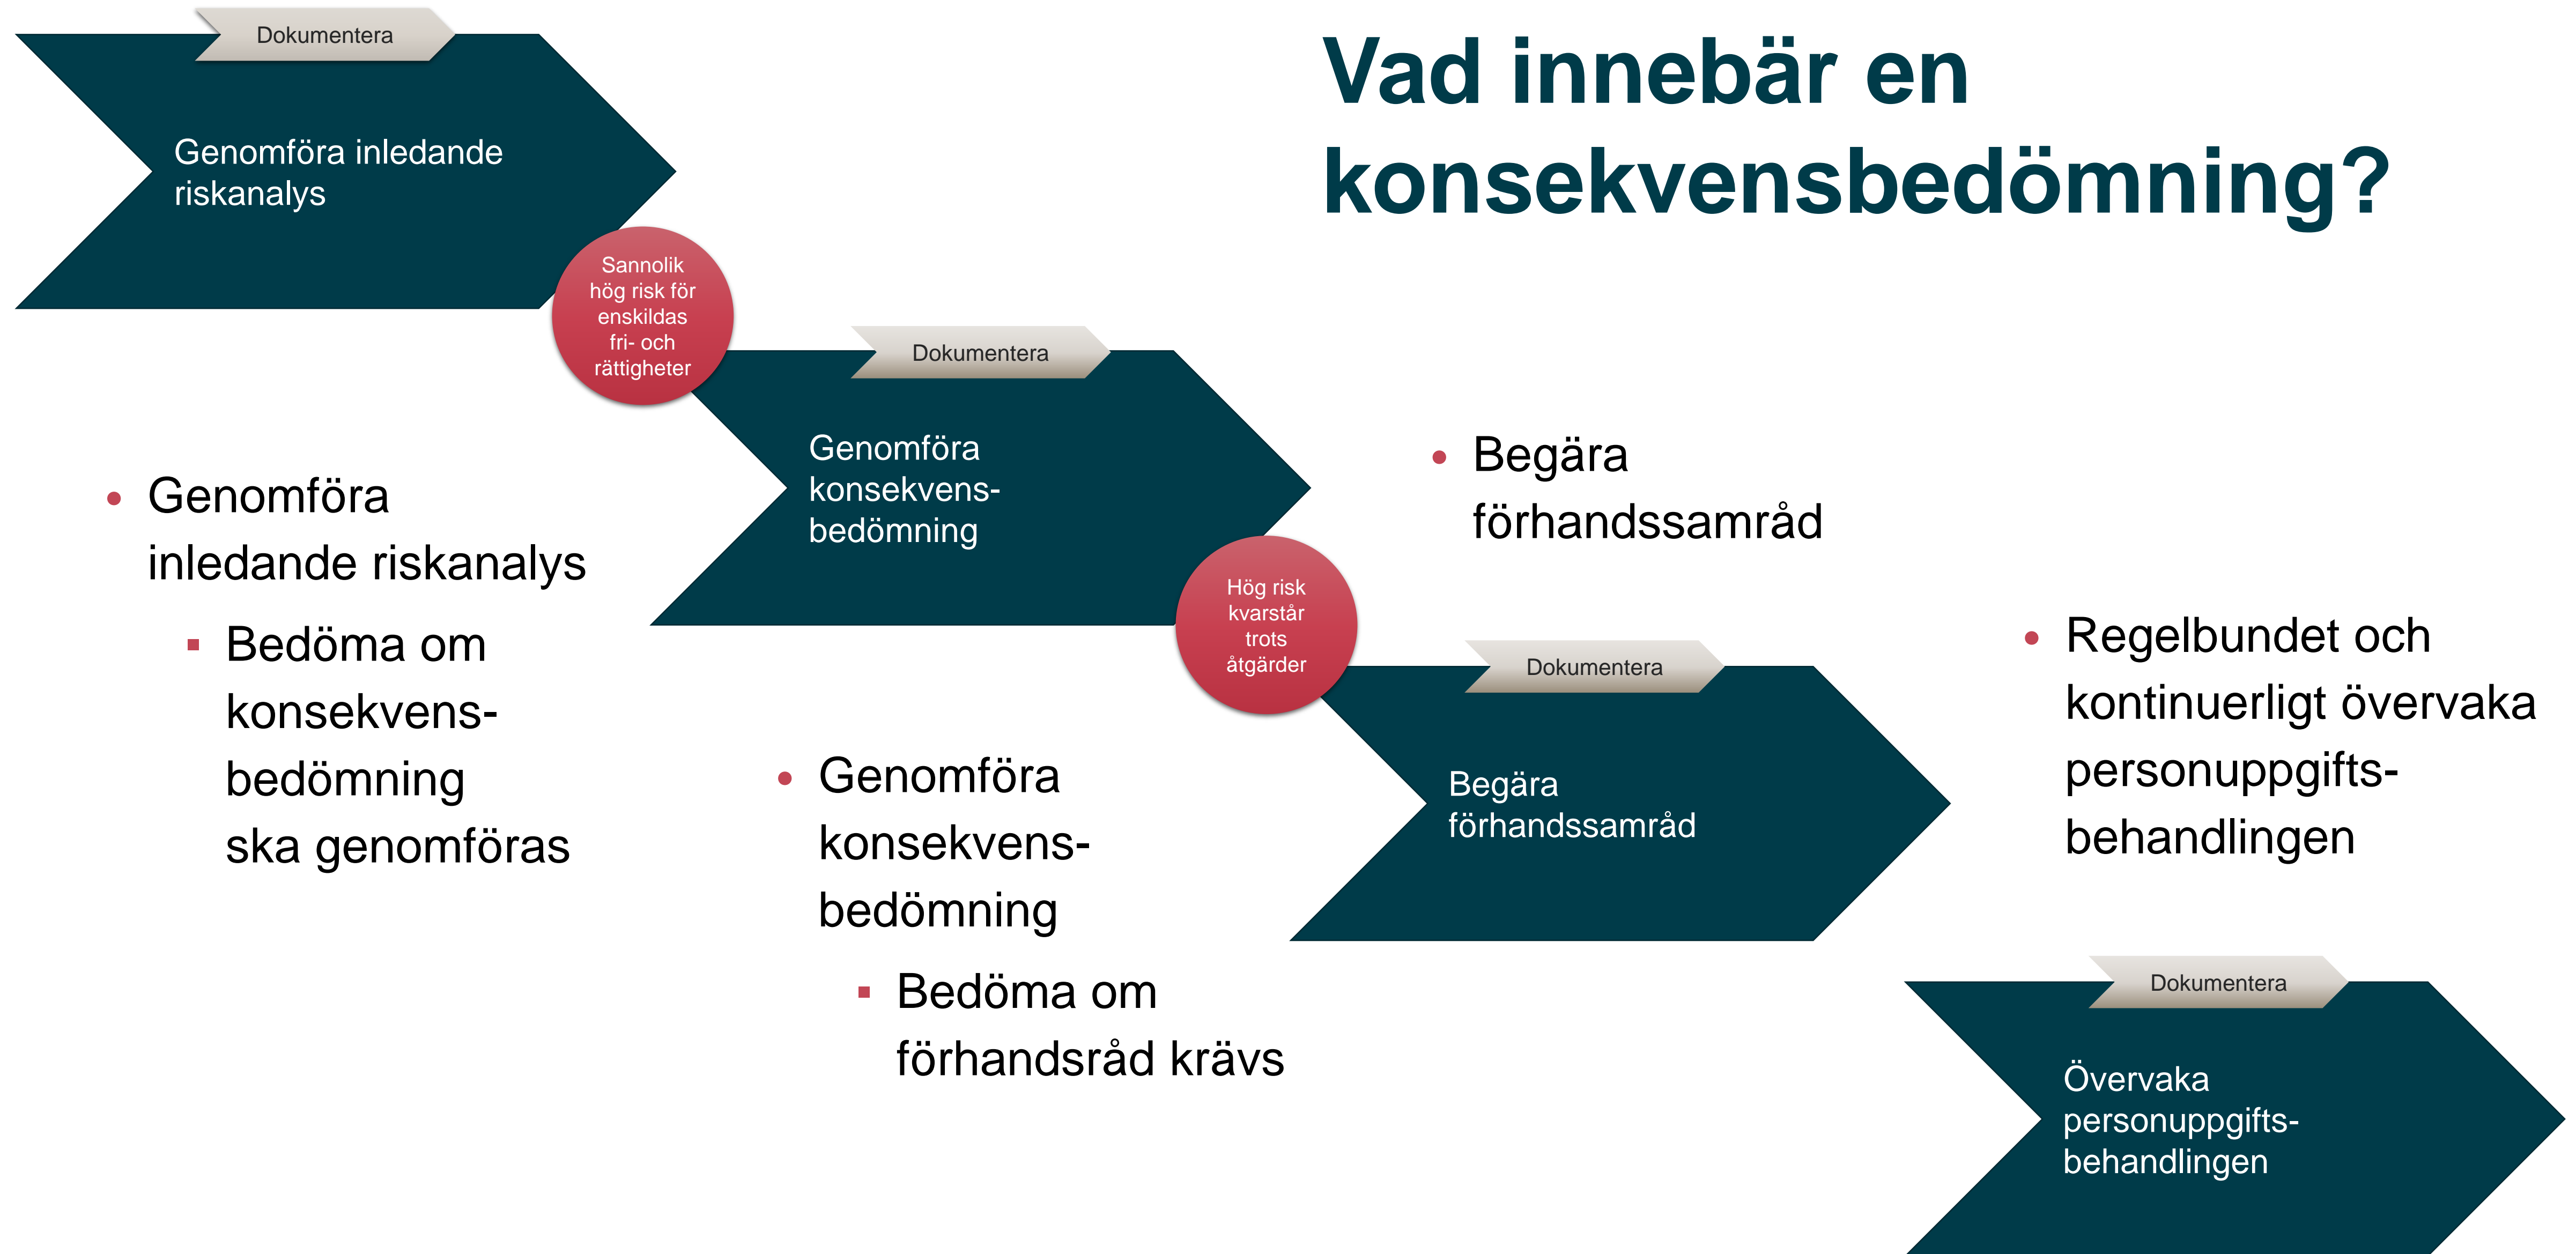 Vad innebär en
konsekvensbedömning?
Dokumentera
Genomföra inledande
riskanalys
Sannolik
hög risk för
enskildas
fri- och
rättigheter
Dokumentera
Genomföra
konsekvens-
bedömning
Hög risk
kvarstår
trots
åtgärder
Dokumentera
Begära
förhandssamråd
Dokumentera
Övervaka
personuppgifts-
behandlingen
• Genomföra
inledande riskanalys
▪ Bedöma om
konsekvens-
bedömning
ska genomföras
• Genomföra
konsekvens-
bedömning
▪ Bedöma om
förhandsråd krävs
• Begära
förhandssamråd
• Regelbundet och
kontinuerligt övervaka
personuppgifts-
behandlingen